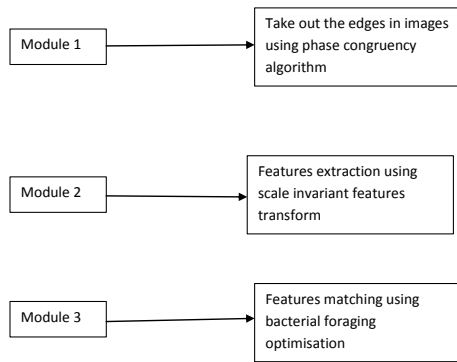 Module 1
Take out the edges in images
using phase congruency
algorithm
Module 2
Features extraction using
scale invariant features
transform
Module 3
Features matching using
bacterial foraging
optimisation